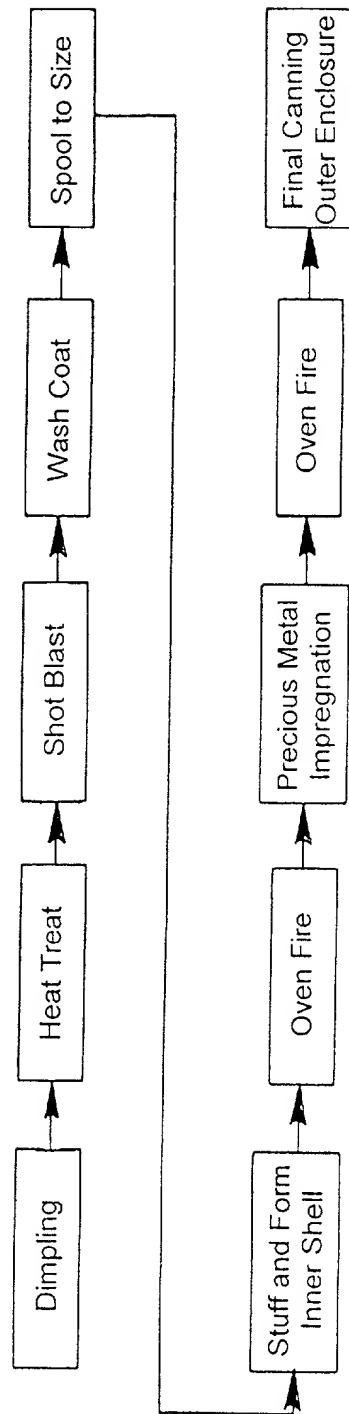 Dimpling
Heat Treat
Shot Blast
Wash Coat
Spool to Size
Stuff and Form
Inner Shell
Oven Fire
Precious Metal
Impregnation
Oven Fire
Final Canning
Outer Enclosure